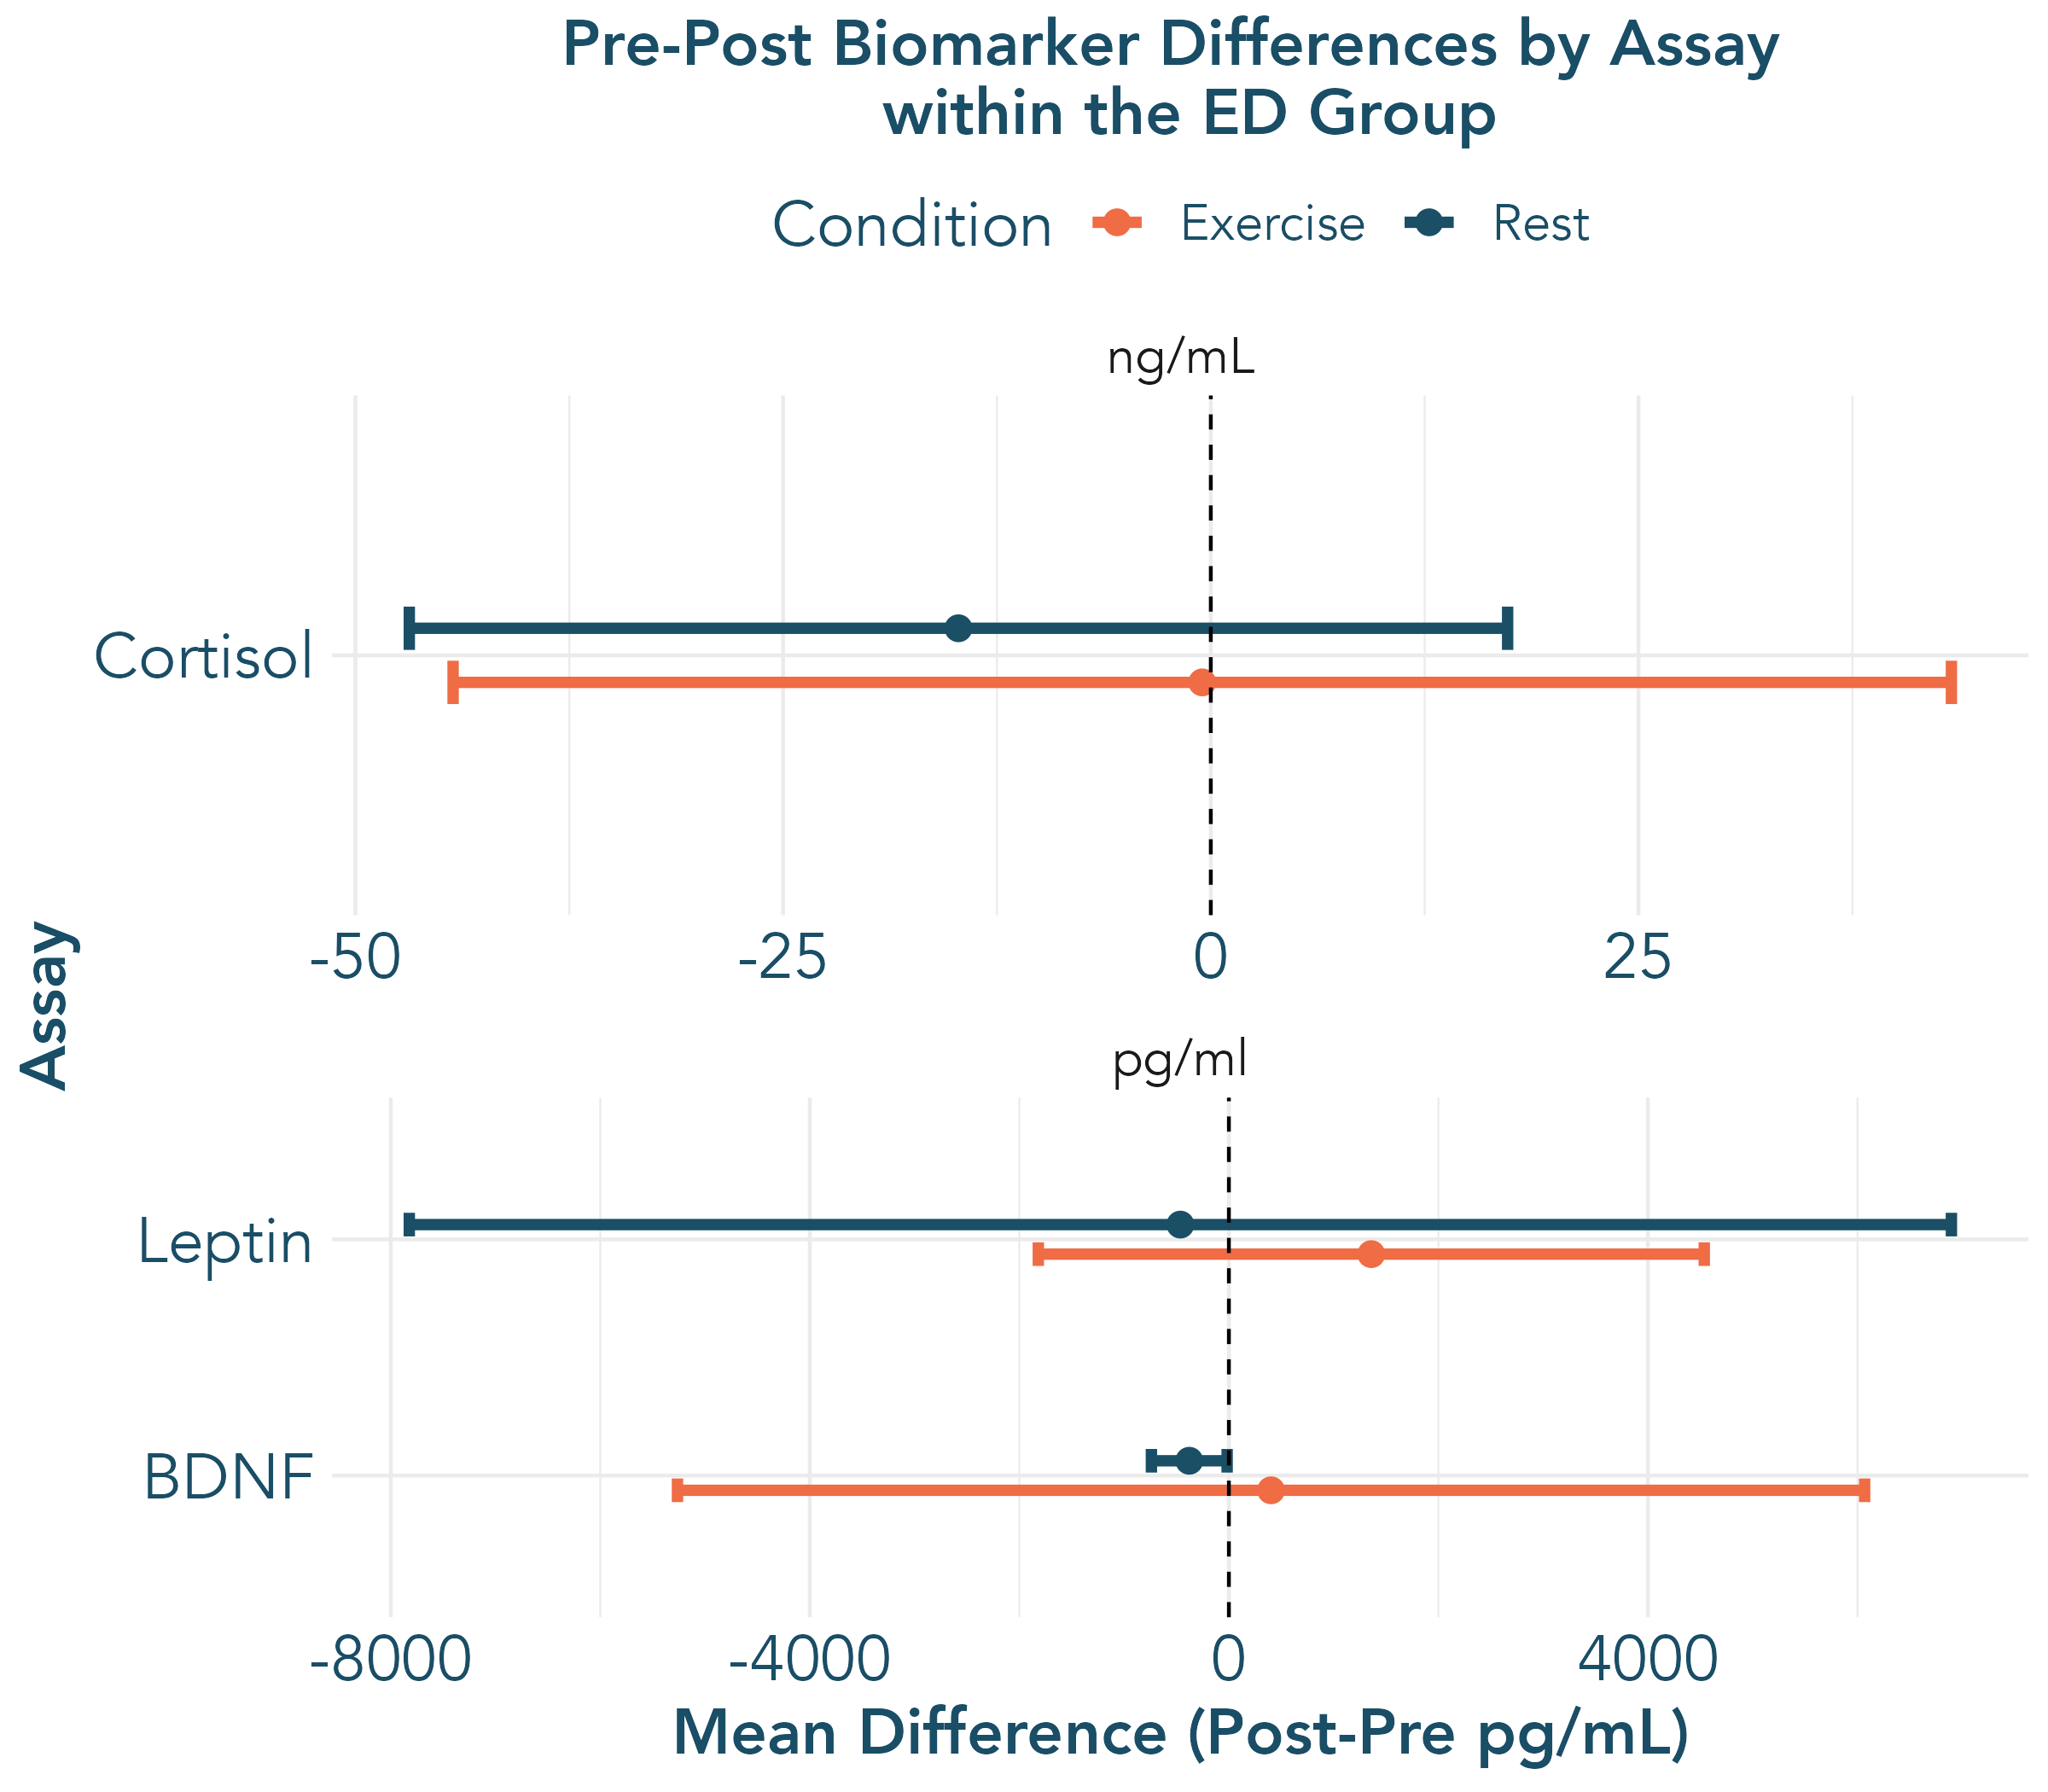 Pre-Post Biomarker Differences by Assay
within the ED Group
Condition Exercise Rest
ng/mL
Cortisol
-50 -25 0 25
Assay
pg/ml
Leptin
BDNF
-8000 -4000 0 4000
Mean Difference (Post-Pre pg/mL)